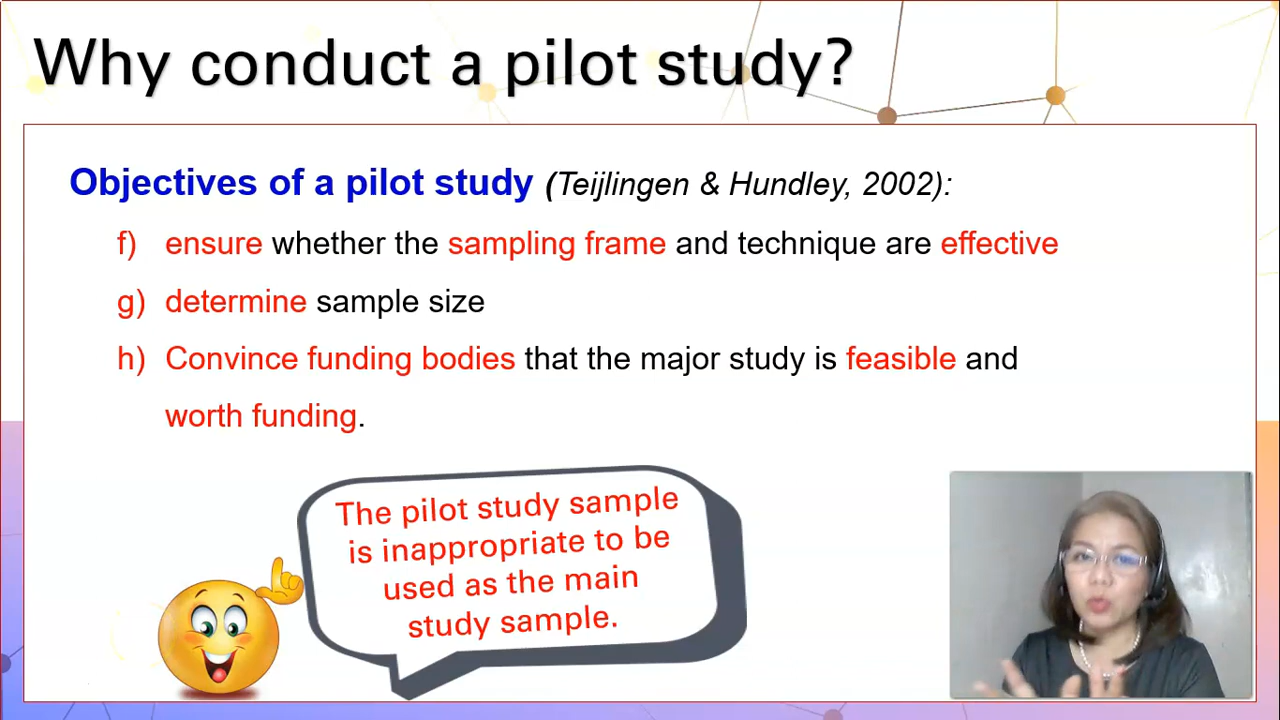 Why conduct a pilot study?
Objectives of a pilot study (Teijlingen & Hundley, 2002):
f) ensure whether the sampling frame and technique are effective
g) determine sample size
h) Convince funding bodies that the major study is feasible and
worth funding.
The pilot study sample
is inappropriate to be
used as the main
study sample.